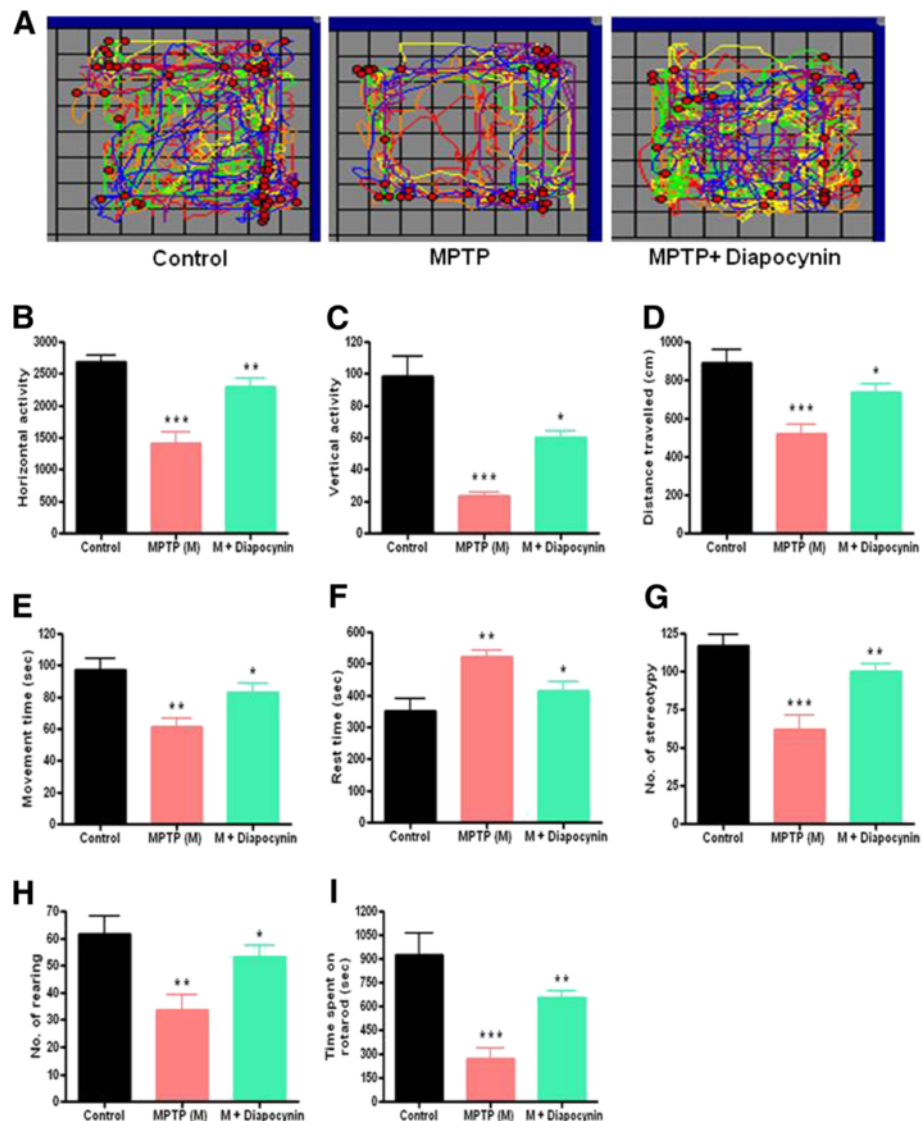 A
Control
MPTP
MPTP+ Diapocynin
B
Horizontal activity
3000
2500
2000
1500
1000
500
0
***
**
Control
MPTP (M)
M + Diapocynin
C
Vertical activity
120
100
80
60
40
20
0
***
*
Control
MPTP (M)
M + Diapocynin
D
Distance travelled (cm)
1000
800
600
400
200
0
***
*
Control
MPTP (M)
M + Diapocynin
E
Movement time (sec)
120
100
80
60
40
20
0
**
*
Control
MPTP (M)
M + Diapocynin
F
Rest time (sec)
600
500
400
300
200
100
0
**
*
Control
MPTP (M)
M + Diapocynin
G
No. of stereotypy
125
100
75
50
25
0
***
**
Control
MPTP (M)
M + Diapocynin
H
No. of rearing
70
60
50
40
30
20
10
0
**
*
Control
MPTP (M)
M + Diapocynin
I
Time spent on
rotarod (sec)
1200
1050
900
750
600
450
300
150
0
***
**
Control
MPTP (M)
M + Diapocynin